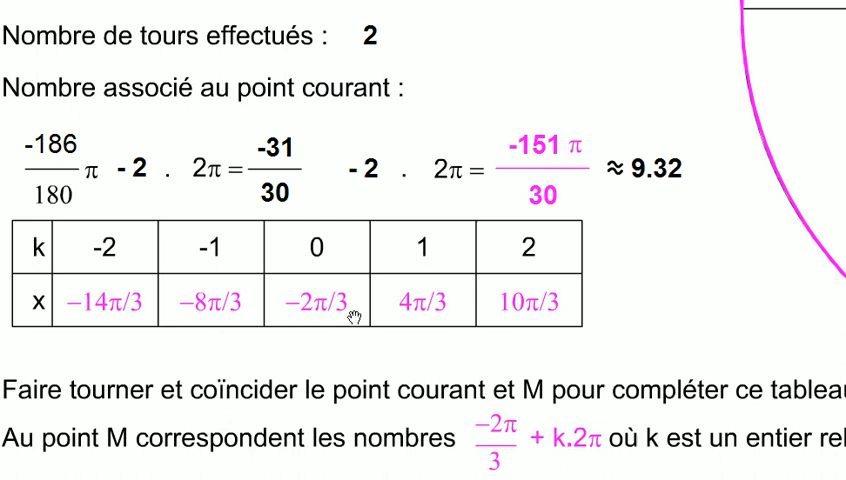 Nombre de tours effectués : 2
Nombre associé au point courant :
-186/180 π - 2 . 2π = -31/30 - 2 . 2π = -151 π/30 ≈ 9.32
k -2 -1 0 1 2
x −14π/3 −8π/3 −2π/3 4π/3 10π/3
Faire tourner et coïncider le point courant et M pour compléter ce tableau
Au point M correspondent les nombres −2π/3 + k.2π où k est un entier rel